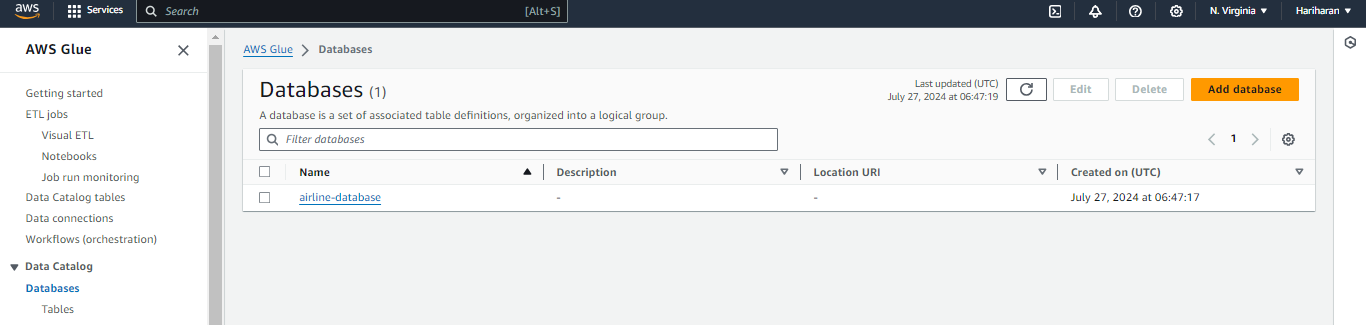 aws Services Search [Alt+S] N. Virginia Hariharan
AWS Glue
Getting started
ETL jobs
Visual ETL
Notebooks
Job run monitoring
Data Catalog tables
Data connections
Workflows (orchestration)
Data Catalog
Databases
Tables
AWS Glue > Databases
Databases (1)
Last updated (UTC)
July 27, 2024 at 06:47:19
Edit Delete Add database
A database is a set of associated table definitions, organized into a logical group.
Filter databases
< 1 >
Name Description Location URI Created on (UTC)
airline-database - - July 27, 2024 at 06:47:17